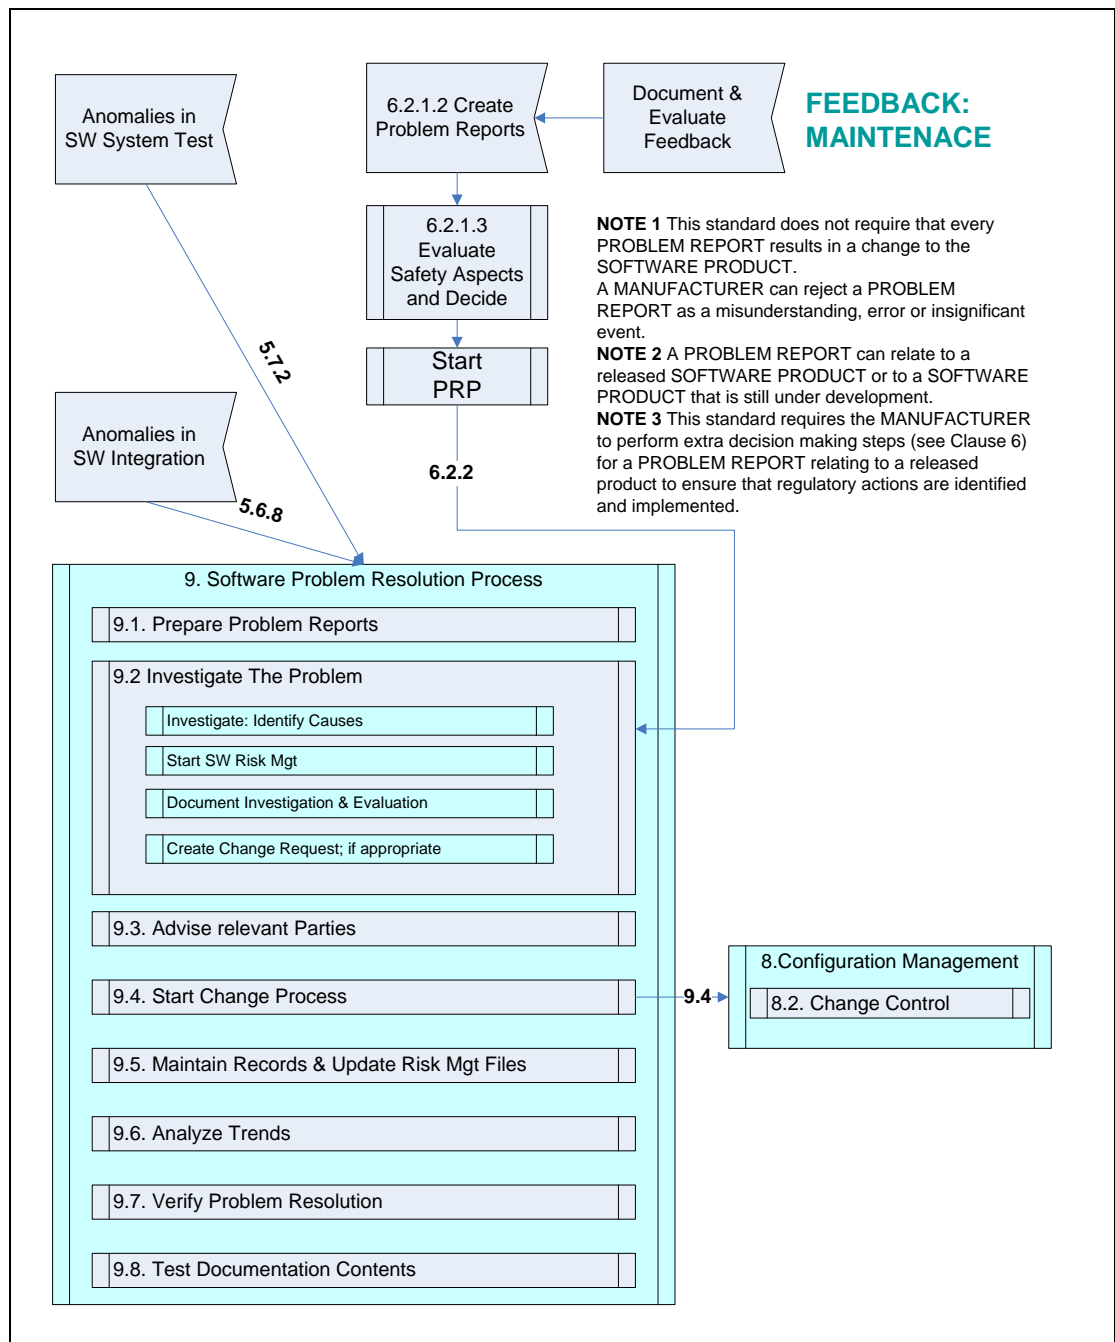 Anomalies in
SW System Test
6.2.1.2 Create
Problem Reports
Document &
Evaluate
Feedback
FEEDBACK:
MAINTENACE
6.2.1.3
Evaluate
Safety Aspects
and Decide
Start
PRP
NOTE 1 This standard does not require that every
PROBLEM REPORT results in a change to the
SOFTWARE PRODUCT.
A MANUFACTURER can reject a PROBLEM
REPORT as a misunderstanding, error or insignificant
event.
NOTE 2 A PROBLEM REPORT can relate to a
released SOFTWARE PRODUCT or to a SOFTWARE
PRODUCT that is still under development.
NOTE 3 This standard requires the MANUFACTURER
to perform extra decision making steps (see Clause 6)
for a PROBLEM REPORT relating to a released
product to ensure that regulatory actions are identified
and implemented.
5.7.2
Anomalies in
SW Integration
5.6.8
6.2.2
9. Software Problem Resolution Process
9.1. Prepare Problem Reports
9.2 Investigate The Problem
Investigate: Identify Causes
Start SW Risk Mgt
Document Investigation & Evaluation
Create Change Request; if appropriate
9.3. Advise relevant Parties
9.4. Start Change Process
9.4
8.Configuration Management
8.2. Change Control
9.5. Maintain Records & Update Risk Mgt Files
9.6. Analyze Trends
9.7. Verify Problem Resolution
9.8. Test Documentation Contents